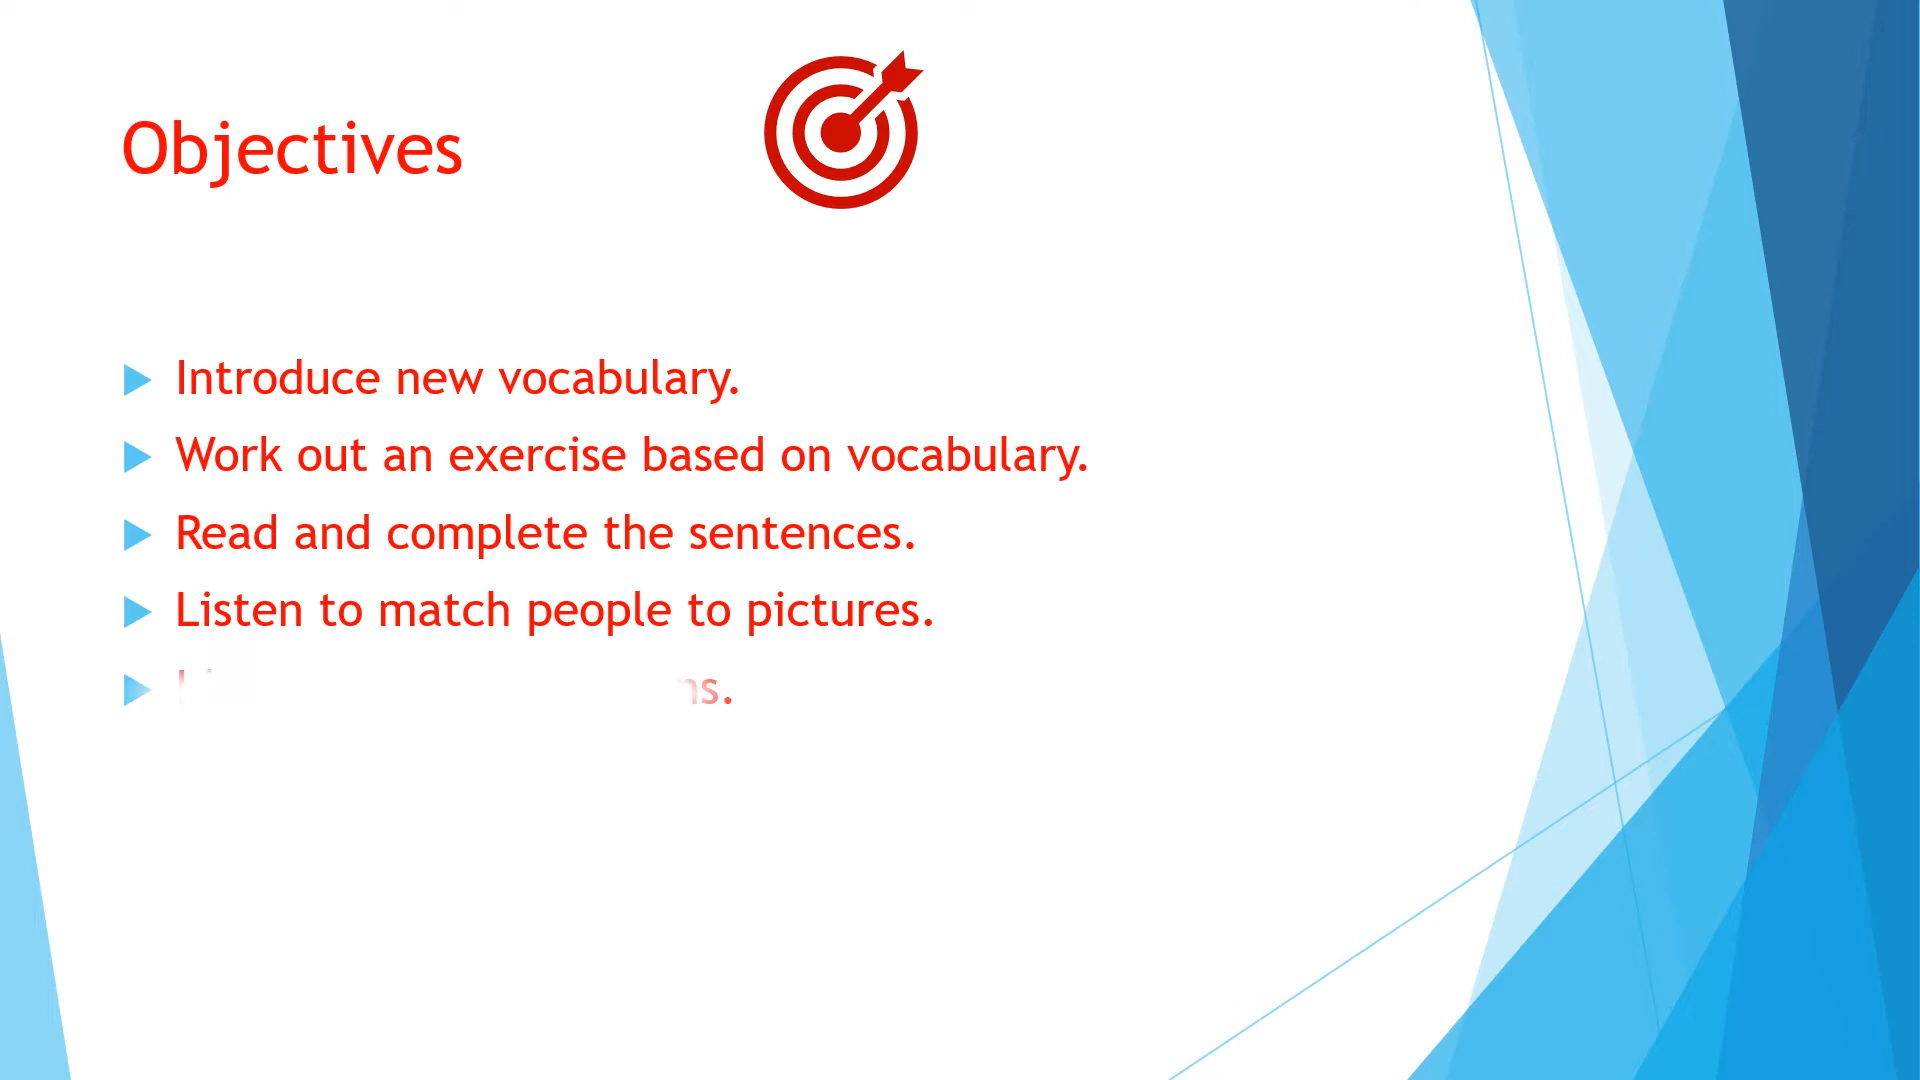 Objectives
Introduce new vocabulary.
Work out an exercise based on vocabulary.
Read and complete the sentences.
Listen to match people to pictures.